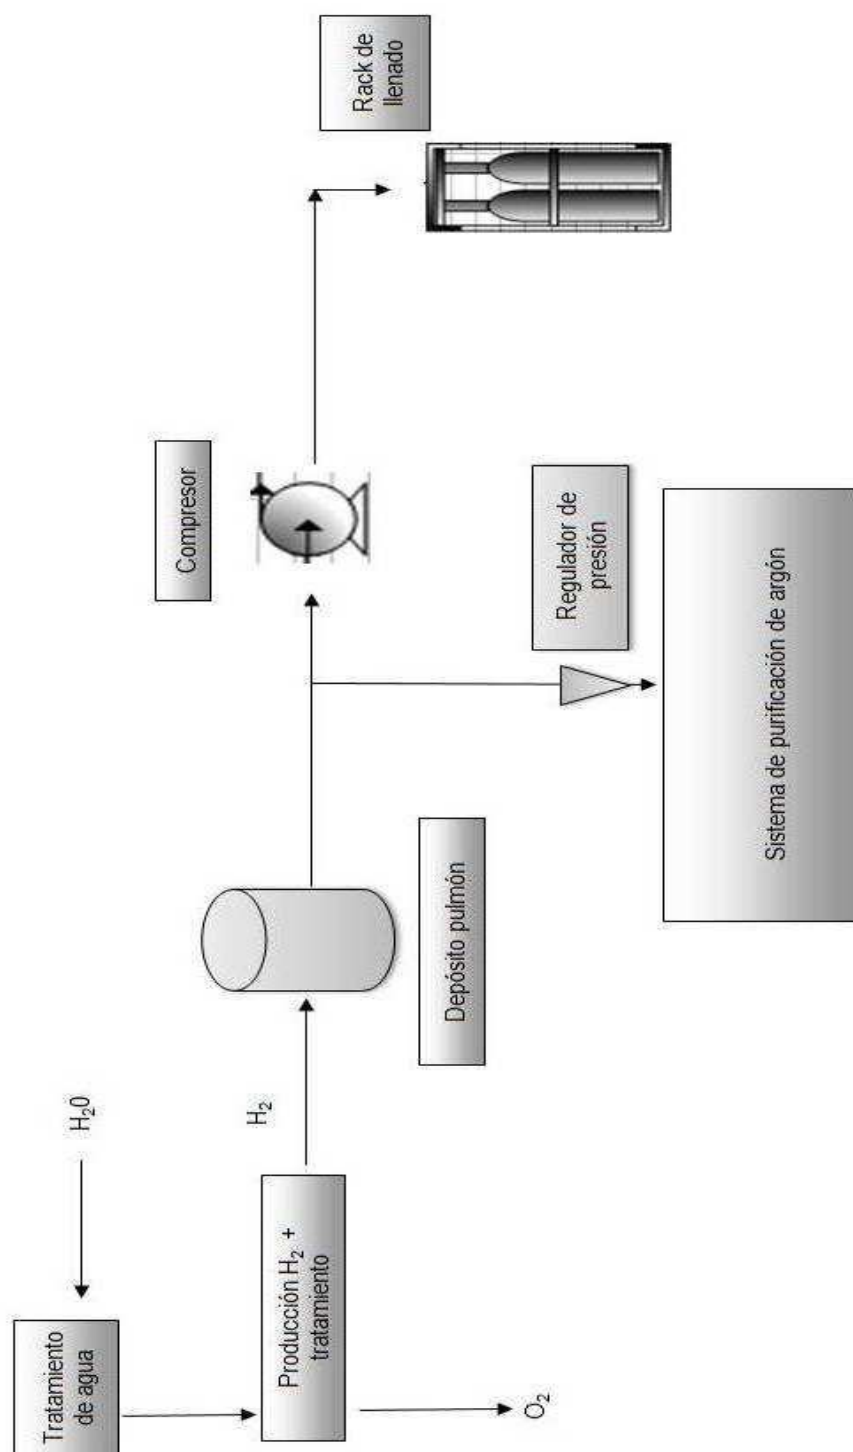 H₂0
Tratamiento
de agua
Producción H₂ +
tratamiento
O₂
H₂
Depósito pulmón
Compresor
Regulador de
presión
Sistema de purificación de argón
Rack de
llenado